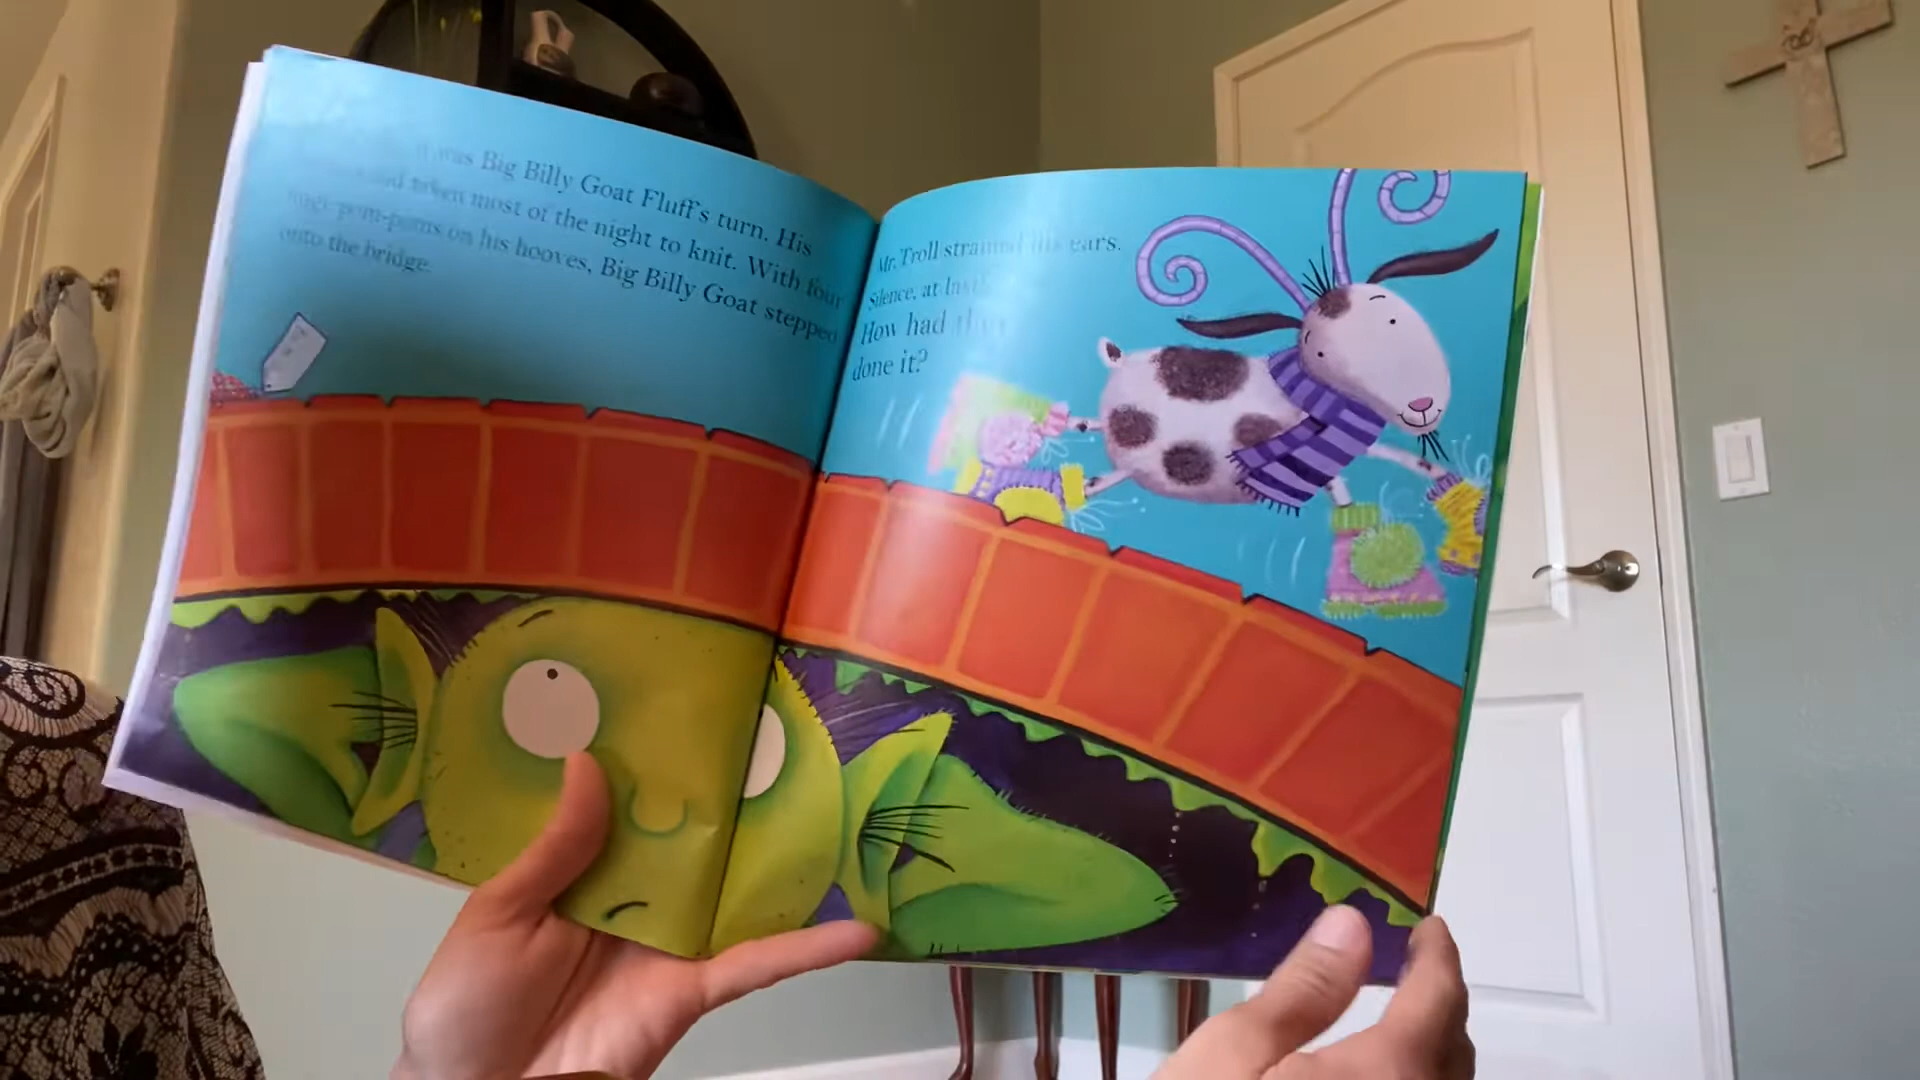 was Big Billy Goat Fluff's turn. His
had taken most of the night to knit. With four
huge pom-poms on his hooves, Big Billy Goat stepped
onto the bridge.
Mr. Troll strained his ears.
Silence, at last!
How had they
done it?